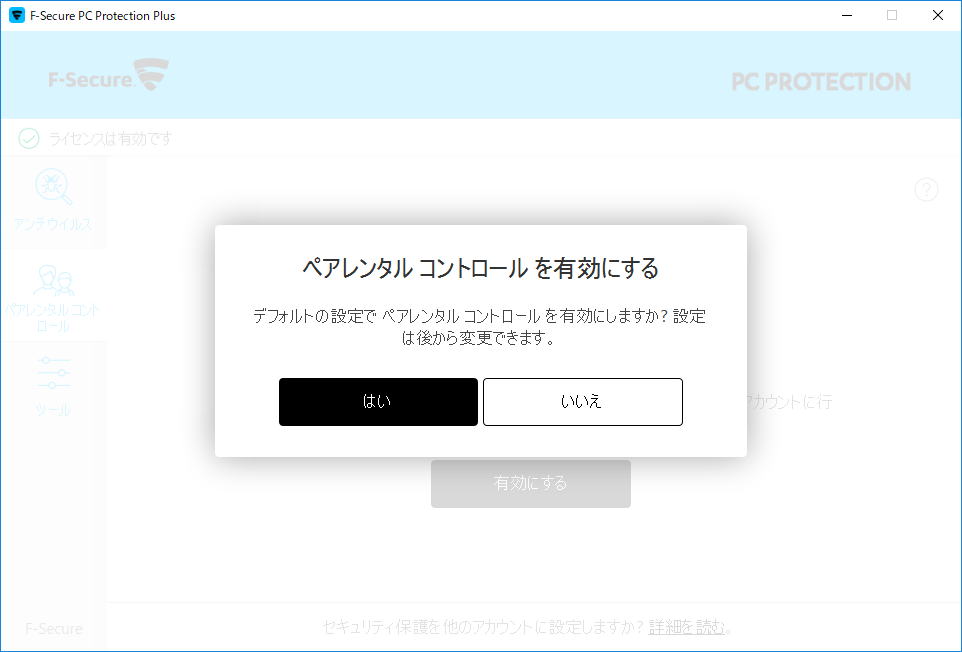 F-Secure PC Protection Plus
F-Secure
PC PROTECTION
ライセンスは有効です
アンチウイルス
ペアレンタル コント
ロール
ツール
ペアレンタル コントロール を有効にする
デフォルトの設定で ペアレンタル コントロール を有効にしますか? 設定
は後から変更できます。
はい
いいえ
アカウントに行
有効にする
F-Secure
セキュリティ保護を他のアカウントに設定しますか? 詳細を読む。